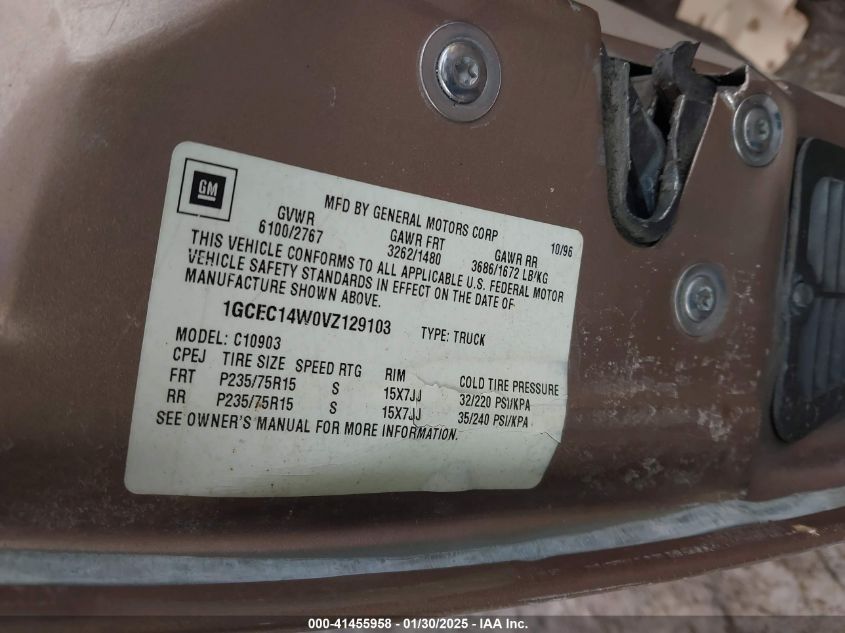 GM
MFD BY GENERAL MOTORS CORP 10/96
GVWR GAWR FRT GAWR RR
6100/2767 3262/1480 3686/1672 LB/KG
THIS VEHICLE CONFORMS TO ALL APPLICABLE U.S. FEDERAL MOTOR
VEHICLE SAFETY STANDARDS IN EFFECT ON THE DATE OF
MANUFACTURE SHOWN ABOVE.
1GCEC14W0VZ129103 TYPE: TRUCK
MODEL: C10903
CPEJ TIRE SIZE SPEED RTG RIM COLD TIRE PRESSURE
FRT P235/75R15 S 15X7JJ 32/220 PSI/KPA
RR P235/75R15 S 15X7JJ 35/240 PSI/KPA
SEE OWNER'S MANUAL FOR MORE INFORMATION.
000-41455958 - 01/30/2025 - IAA Inc.